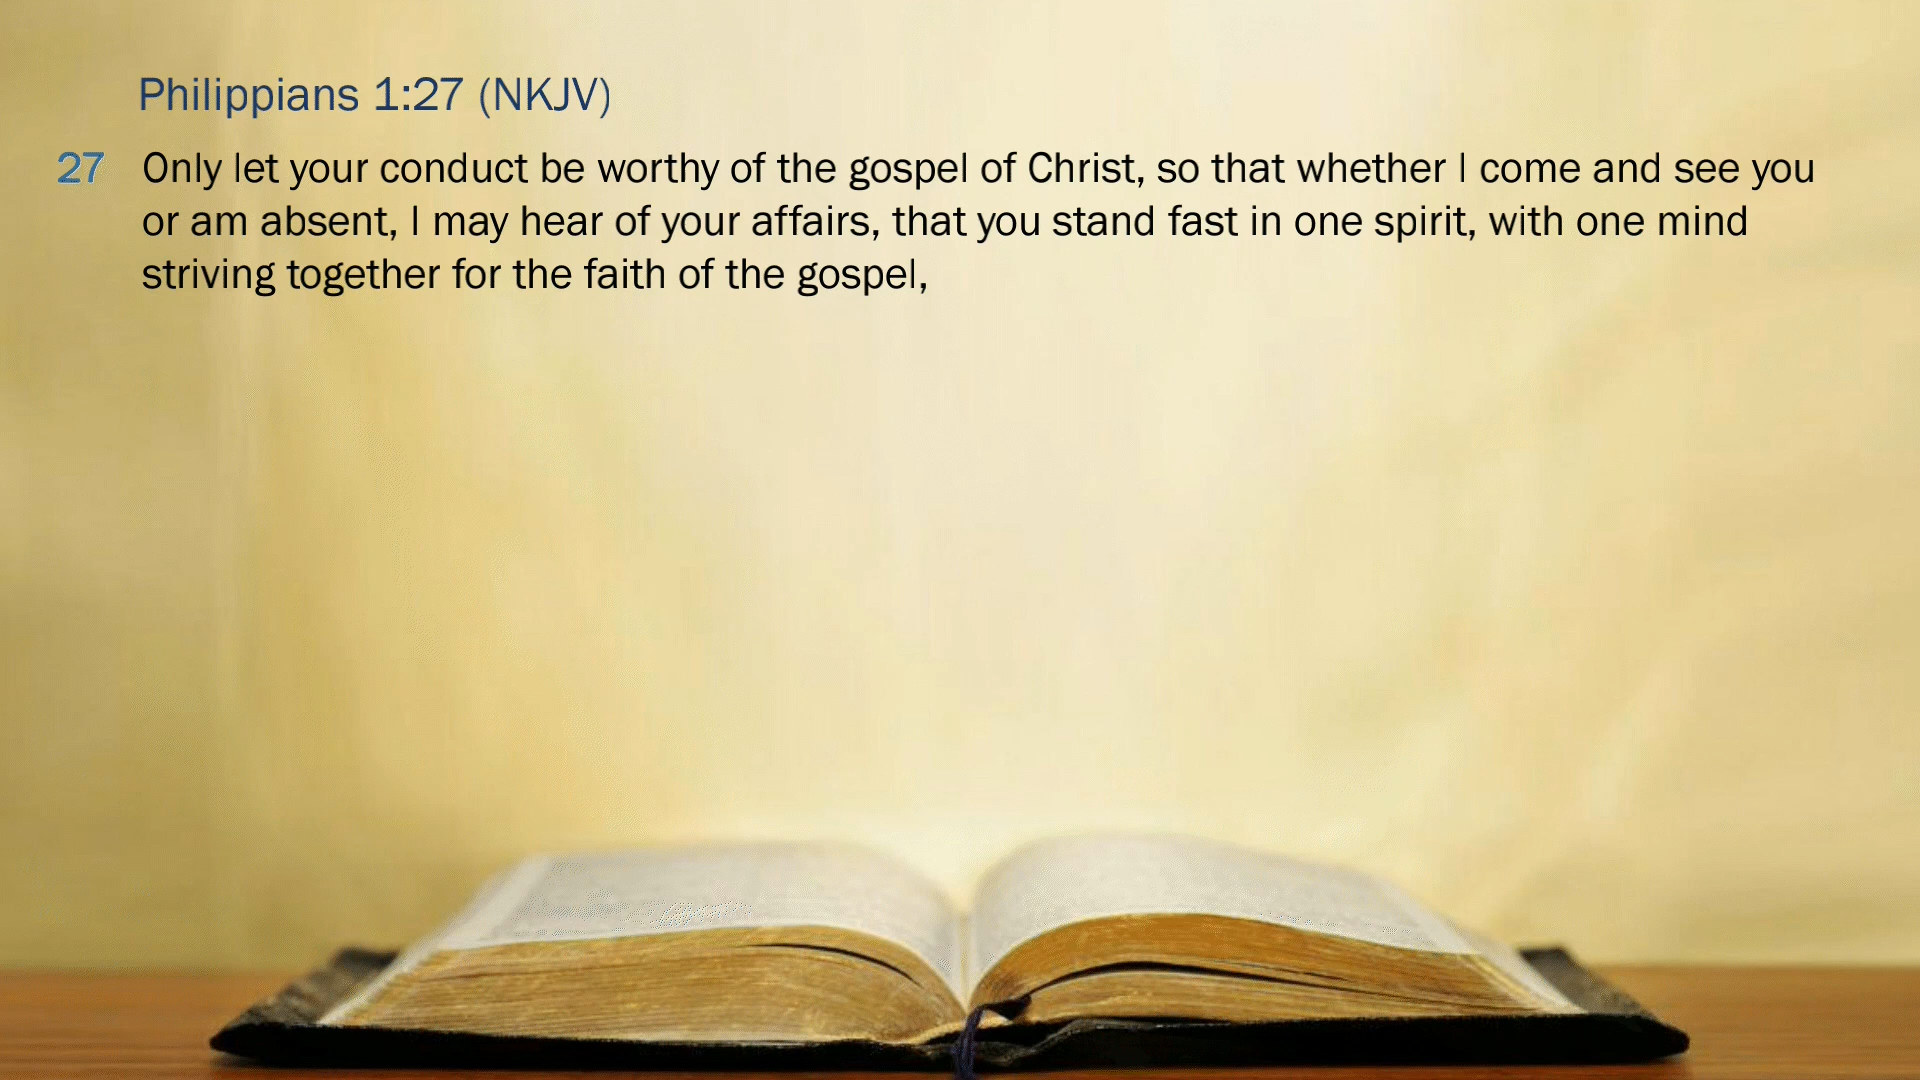 Philippians 1:27 (NKJV)
27 Only let your conduct be worthy of the gospel of Christ, so that whether I come and see you
or am absent, I may hear of your affairs, that you stand fast in one spirit, with one mind
striving together for the faith of the gospel,